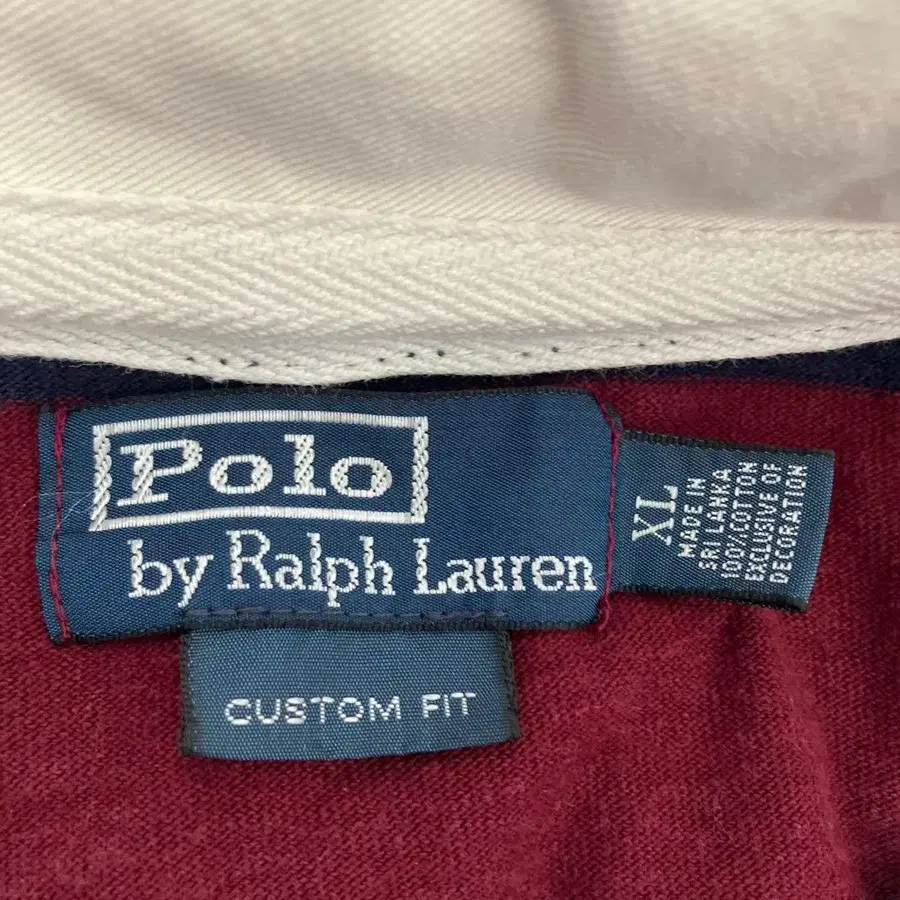 Polo
by Ralph Lauren
XL
MADE IN
SRI LANKA
100%COTTON
EXCLUSIVE OF
DECORATION
CUSTOM FIT